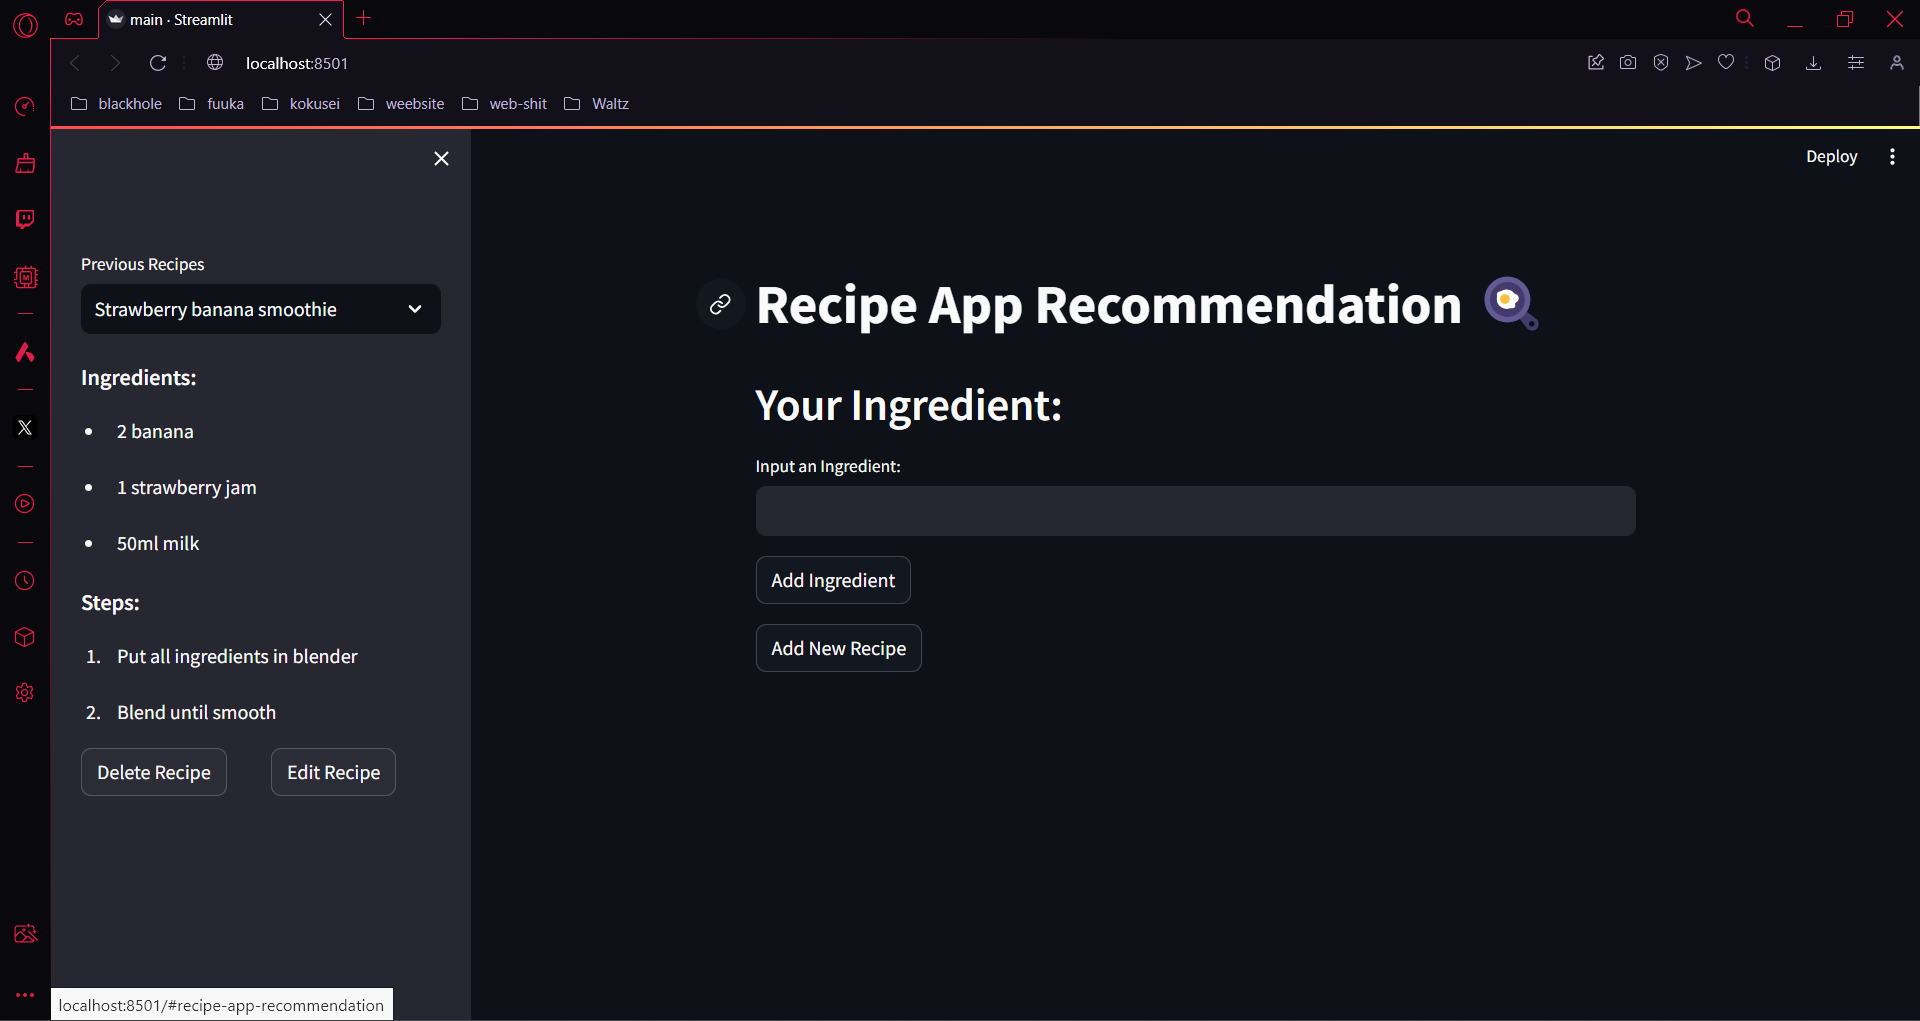 main · Streamlit
localhost:8501
blackhole fuuka kokusei weebsite web-shit Waltz
Deploy
Previous Recipes
Strawberry banana smoothie
Ingredients:
• 2 banana
• 1 strawberry jam
• 50ml milk
Steps:
1. Put all ingredients in blender
2. Blend until smooth
Delete Recipe Edit Recipe
Recipe App Recommendation
Your Ingredient:
Input an Ingredient:
Add Ingredient
Add New Recipe
localhost:8501/#recipe-app-recommendation